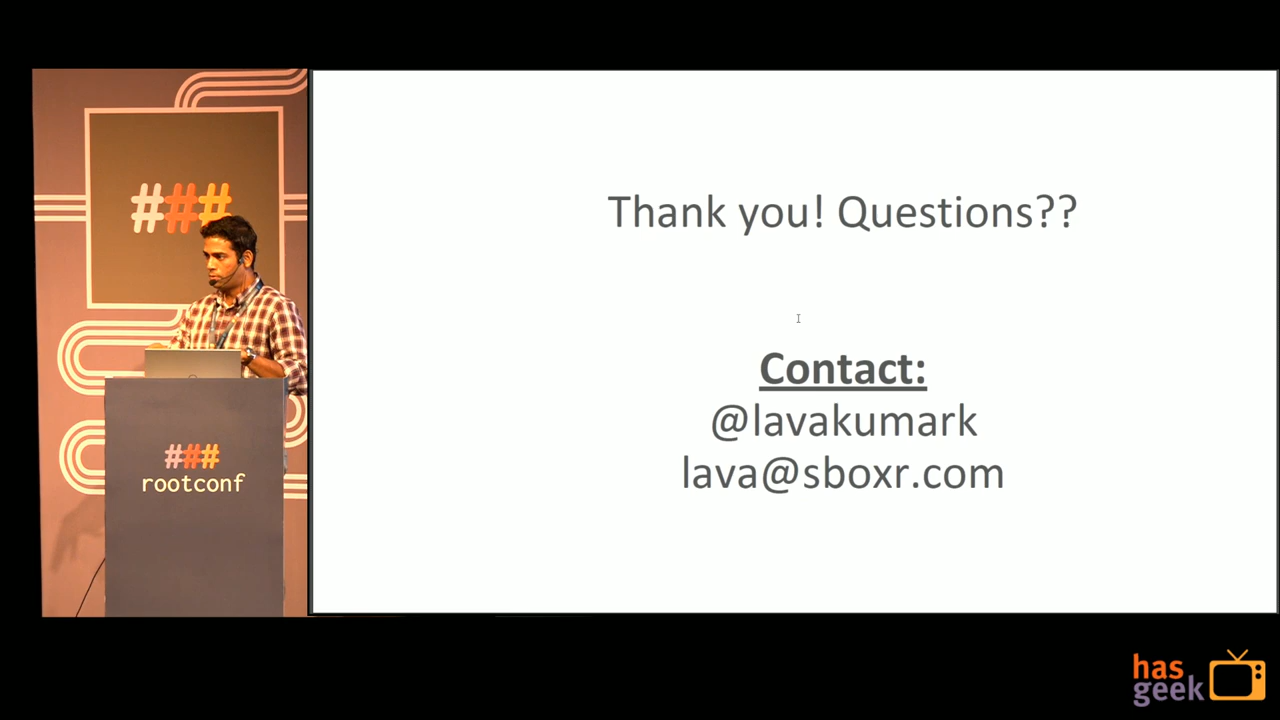 ###
###
rootconf
Thank you! Questions??
Contact:
@lavakumark
lava@sboxr.com
has
geek